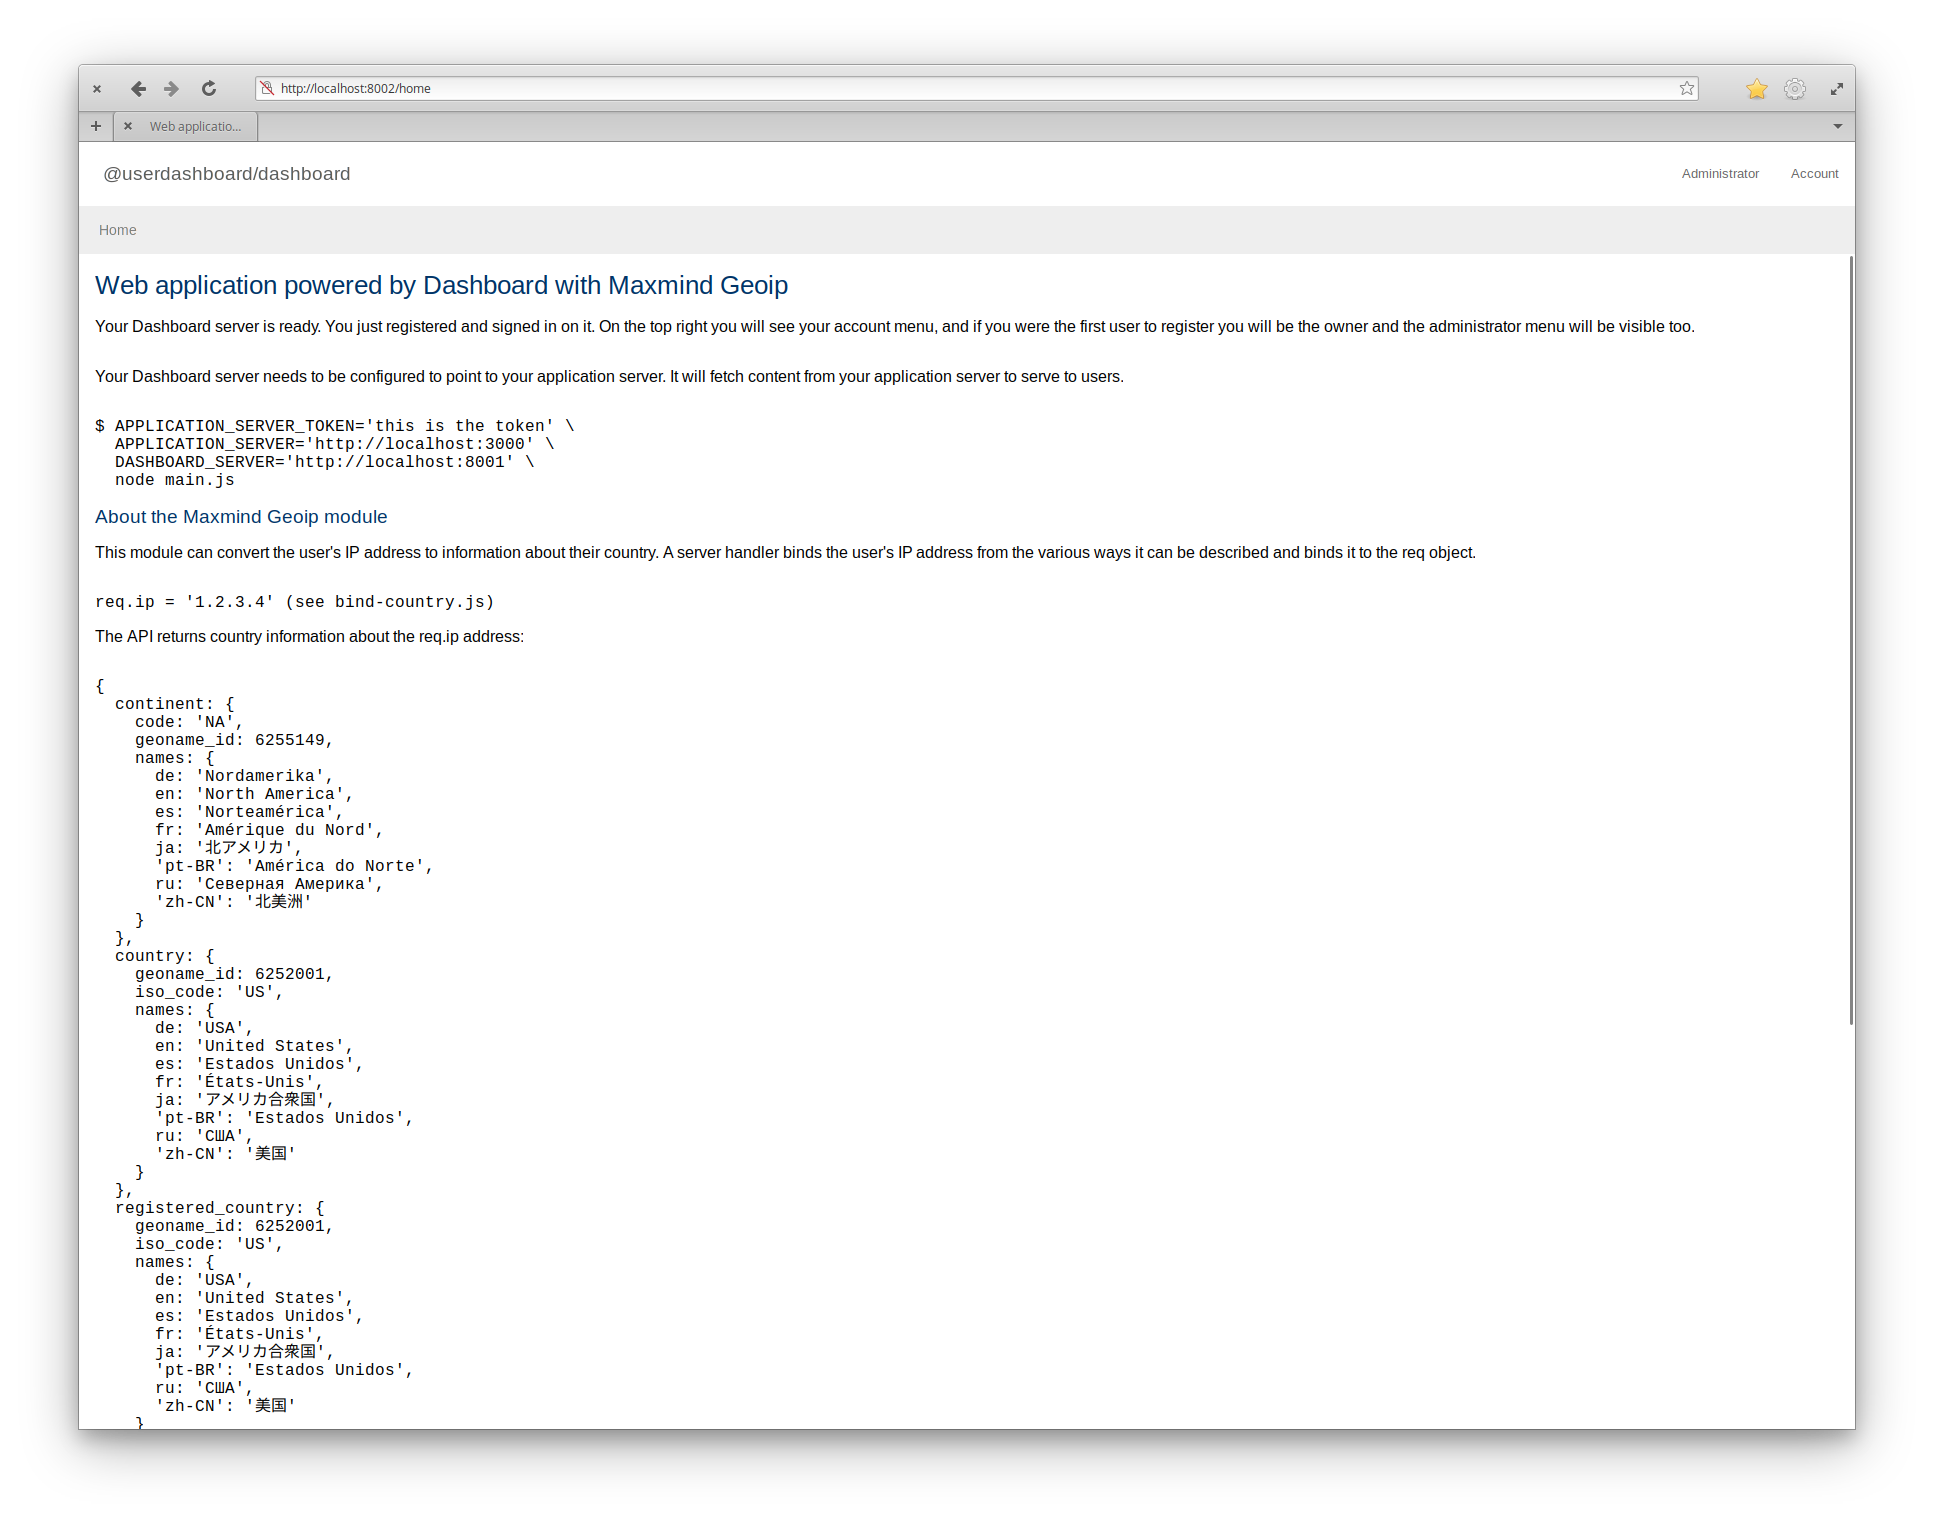 http://localhost:8002/home
Web applicatio...
@userdashboard/dashboard
Administrator
Account
Home
Web application powered by Dashboard with Maxmind Geoip
Your Dashboard server is ready. You just registered and signed in on it. On the top right you will see your account menu, and if you were the first user to register you will be the owner and the administrator menu will be visible too.
Your Dashboard server needs to be configured to point to your application server. It will fetch content from your application server to serve to users.
$ APPLICATION_SERVER_TOKEN='this is the token' \
  APPLICATION_SERVER='http://localhost:3000' \
  DASHBOARD_SERVER='http://localhost:8001' \
  node main.js
About the Maxmind Geoip module
This module can convert the user's IP address to information about their country. A server handler binds the user's IP address from the various ways it can be described and binds it to the req object.
req.ip = '1.2.3.4' (see bind-country.js)
The API returns country information about the req.ip address:
{
  continent: {
    code: 'NA',
    geoname_id: 6255149,
    names: {
      de: 'Nordamerika',
      en: 'North America',
      es: 'Norteamérica',
      fr: 'Amérique du Nord',
      ja: '北アメリカ',
      'pt-BR': 'América do Norte',
      ru: 'Северная Америка',
      'zh-CN': '北美洲'
    }
  },
  country: {
    geoname_id: 6252001,
    iso_code: 'US',
    names: {
      de: 'USA',
      en: 'United States',
      es: 'Estados Unidos',
      fr: 'États-Unis',
      ja: 'アメリカ合衆国',
      'pt-BR': 'Estados Unidos',
      ru: 'США',
      'zh-CN': '美国'
    }
  },
  registered_country: {
    geoname_id: 6252001,
    iso_code: 'US',
    names: {
      de: 'USA',
      en: 'United States',
      es: 'Estados Unidos',
      fr: 'États-Unis',
      ja: 'アメリカ合衆国',
      'pt-BR': 'Estados Unidos',
      ru: 'США',
      'zh-CN': '美国'
    }